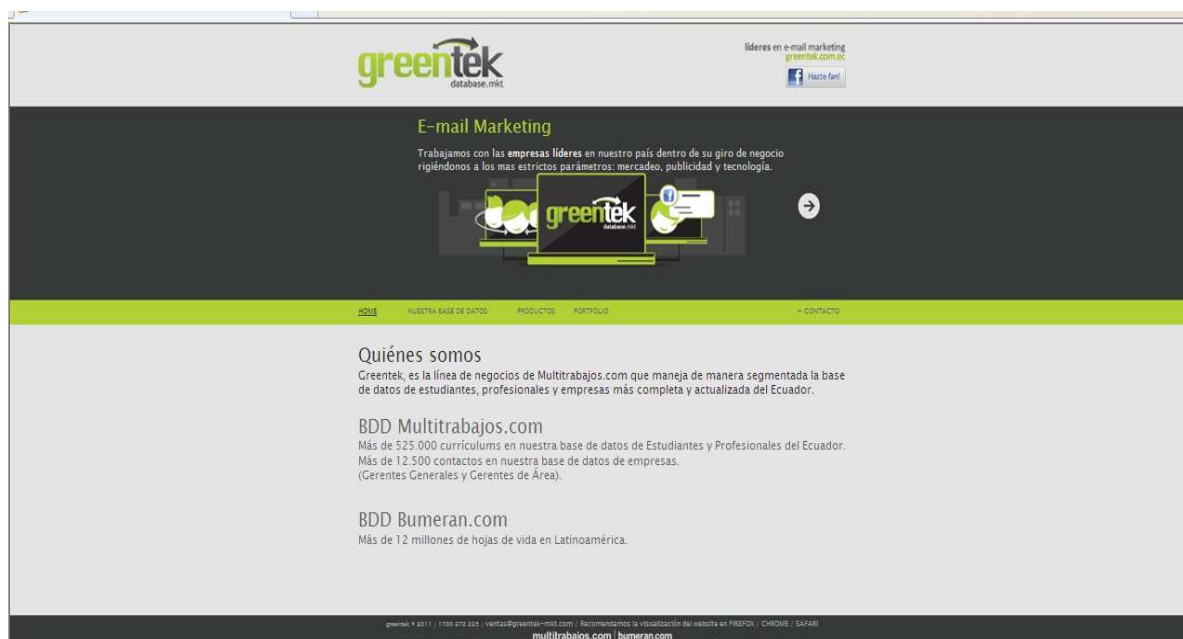 greentek
database.mkt
líderes en e-mail marketing
greentek.com.ec
Hazte fan!
E-mail Marketing
Trabajamos con las empresas líderes en nuestro país dentro de su giro de negocio
rigiéndonos a los mas estrictos parámetros: mercadeo, publicidad y tecnología.
greentek
database.mkt
HOME NUESTRA BASE DE DATOS PRODUCTOS PORTFOLIO + CONTACTO
Quiénes somos
Greentek, es la línea de negocios de Multitrabajos.com que maneja de manera segmentada la base
de datos de estudiantes, profesionales y empresas más completa y actualizada del Ecuador.
BDD Multitrabajos.com
Más de 525.000 currículums en nuestra base de datos de Estudiantes y Profesionales del Ecuador.
Más de 12.500 contactos en nuestra base de datos de empresas.
(Gerentes Generales y Gerentes de Área).
BDD Bumeran.com
Más de 12 millones de hojas de vida en Latinoamérica.
greentek © 2011 / 1700 / ventas@greentek-mkt.com / Recomendamos la visualización del website en FIREFOX / CHROME / SAFARI
multitrabajos.com | bumeran.com